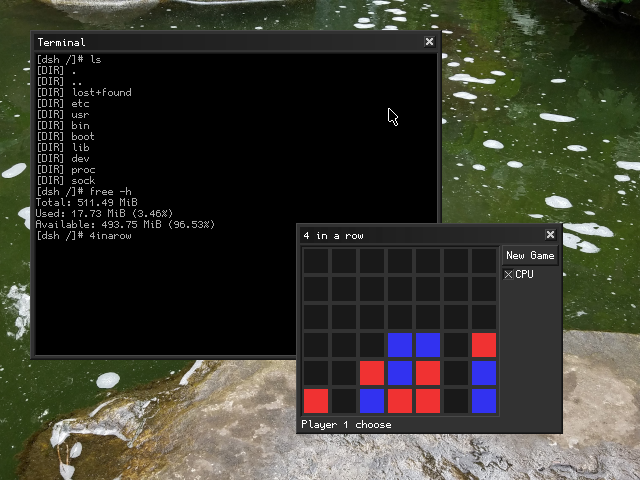 Terminal
[dsh /]# ls
[DIR] .
[DIR] ..
[DIR] lost+found
[DIR] etc
[DIR] usr
[DIR] bin
[DIR] boot
[DIR] lib
[DIR] dev
[DIR] proc
[DIR] sock
[dsh /]# free -h
Total: 511.49 MiB
Used: 17.73 MiB (3.46%)
Available: 493.75 MiB (96.53%)
[dsh /]# 4inarow
4 in a row
New Game
CPU
Player 1 choose